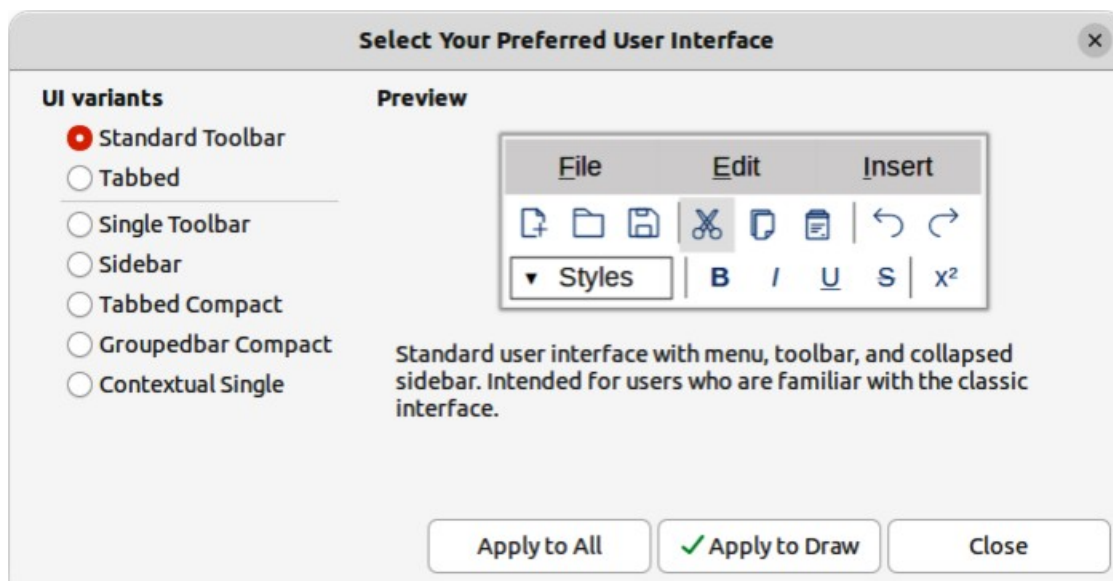 Select Your Preferred User Interface
UI variants
Standard Toolbar
Tabbed
Single Toolbar
Sidebar
Tabbed Compact
Groupedbar Compact
Contextual Single
Preview
File Edit Insert
Styles B I U S x²
Standard user interface with menu, toolbar, and collapsed
sidebar. Intended for users who are familiar with the classic
interface.
Apply to All Apply to Draw Close